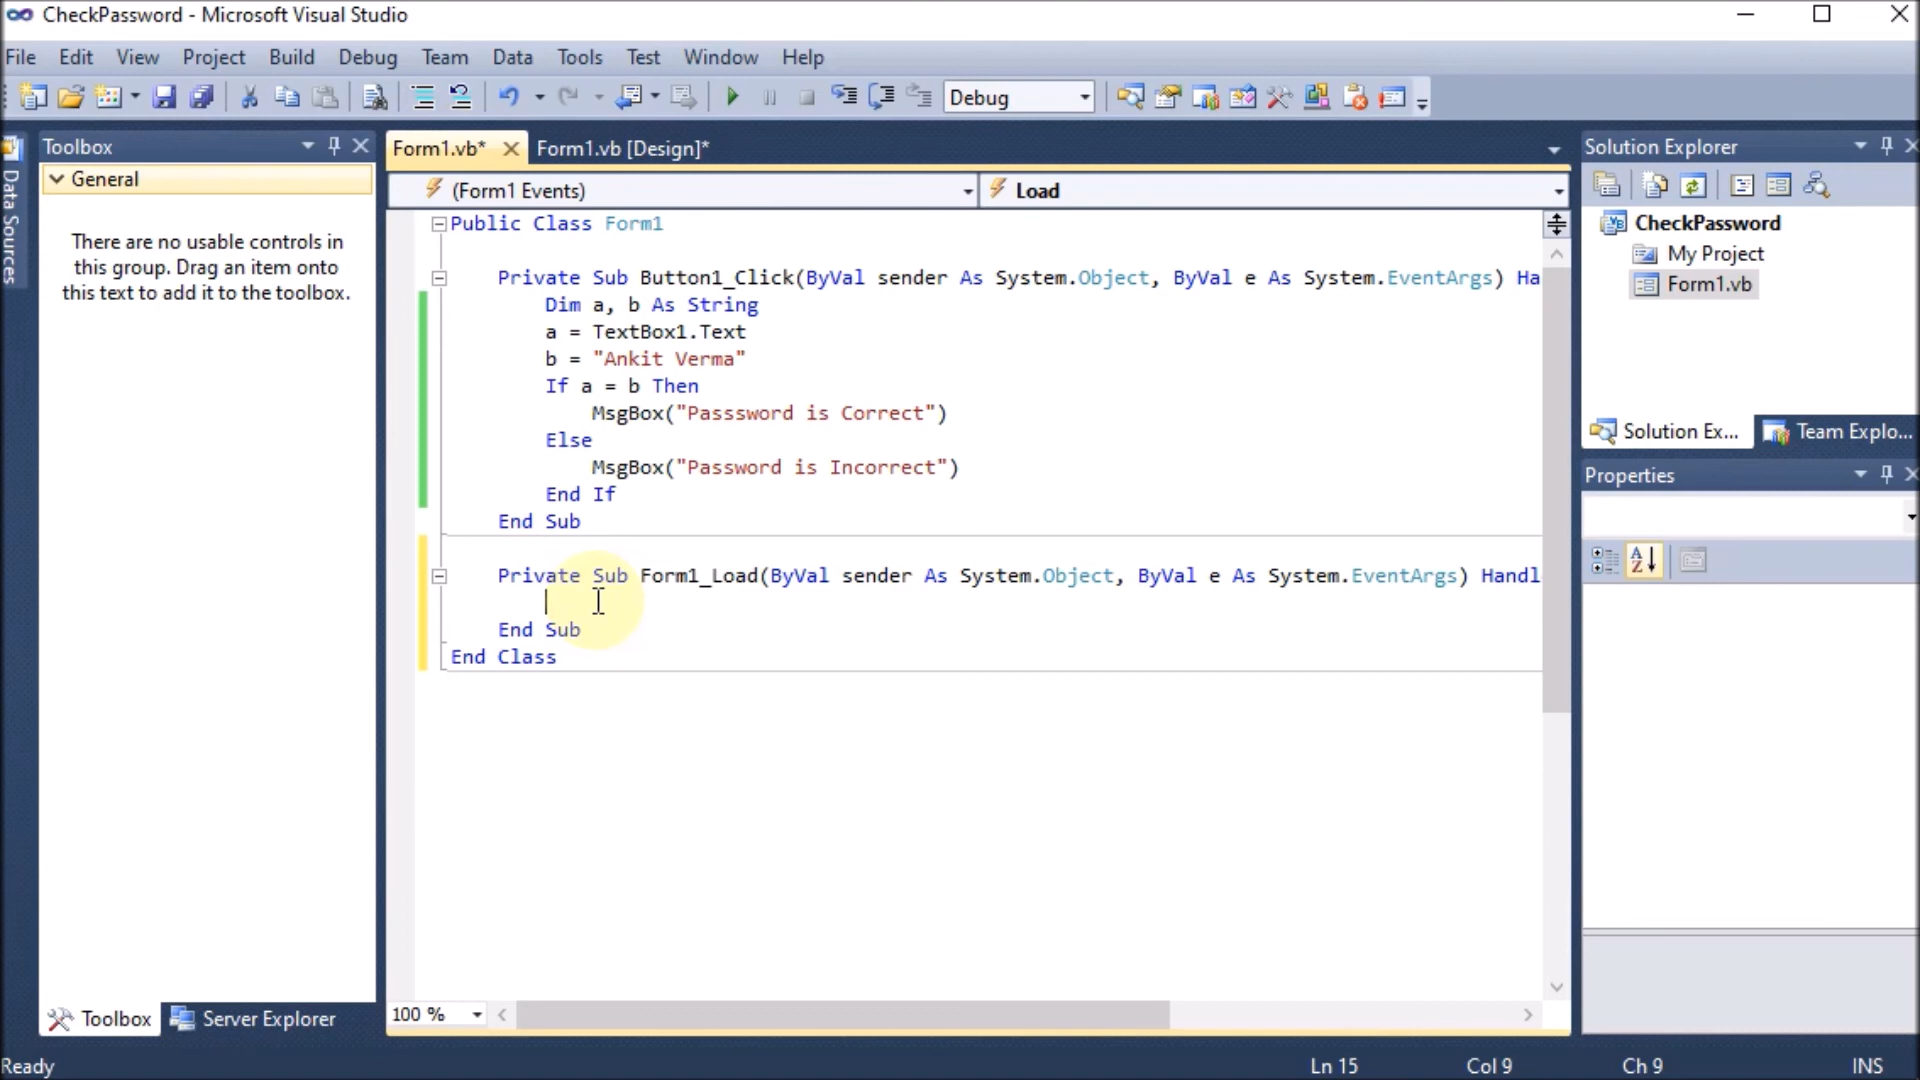 CheckPassword - Microsoft Visual Studio
File Edit View Project Build Debug Team Data Tools Test Window Help
Debug
Data Sources
Toolbox
General
There are no usable controls in
this group. Drag an item onto
this text to add it to the toolbox.
Toolbox Server Explorer
Form1.vb* Form1.vb [Design]*
(Form1 Events) Load
Public Class Form1
Private Sub Button1_Click(ByVal sender As System.Object, ByVal e As System.EventArgs) Ha
Dim a, b As String
a = TextBox1.Text
b = "Ankit Verma"
If a = b Then
MsgBox("Passsword is Correct")
Else
MsgBox("Password is Incorrect")
End If
End Sub
Private Sub Form1_Load(ByVal sender As System.Object, ByVal e As System.EventArgs) Handl
End Sub
End Class
100 %
Solution Explorer
CheckPassword
My Project
Form1.vb
Solution Ex... Team Explo...
Properties
Ready Ln 15 Col 9 Ch 9 INS